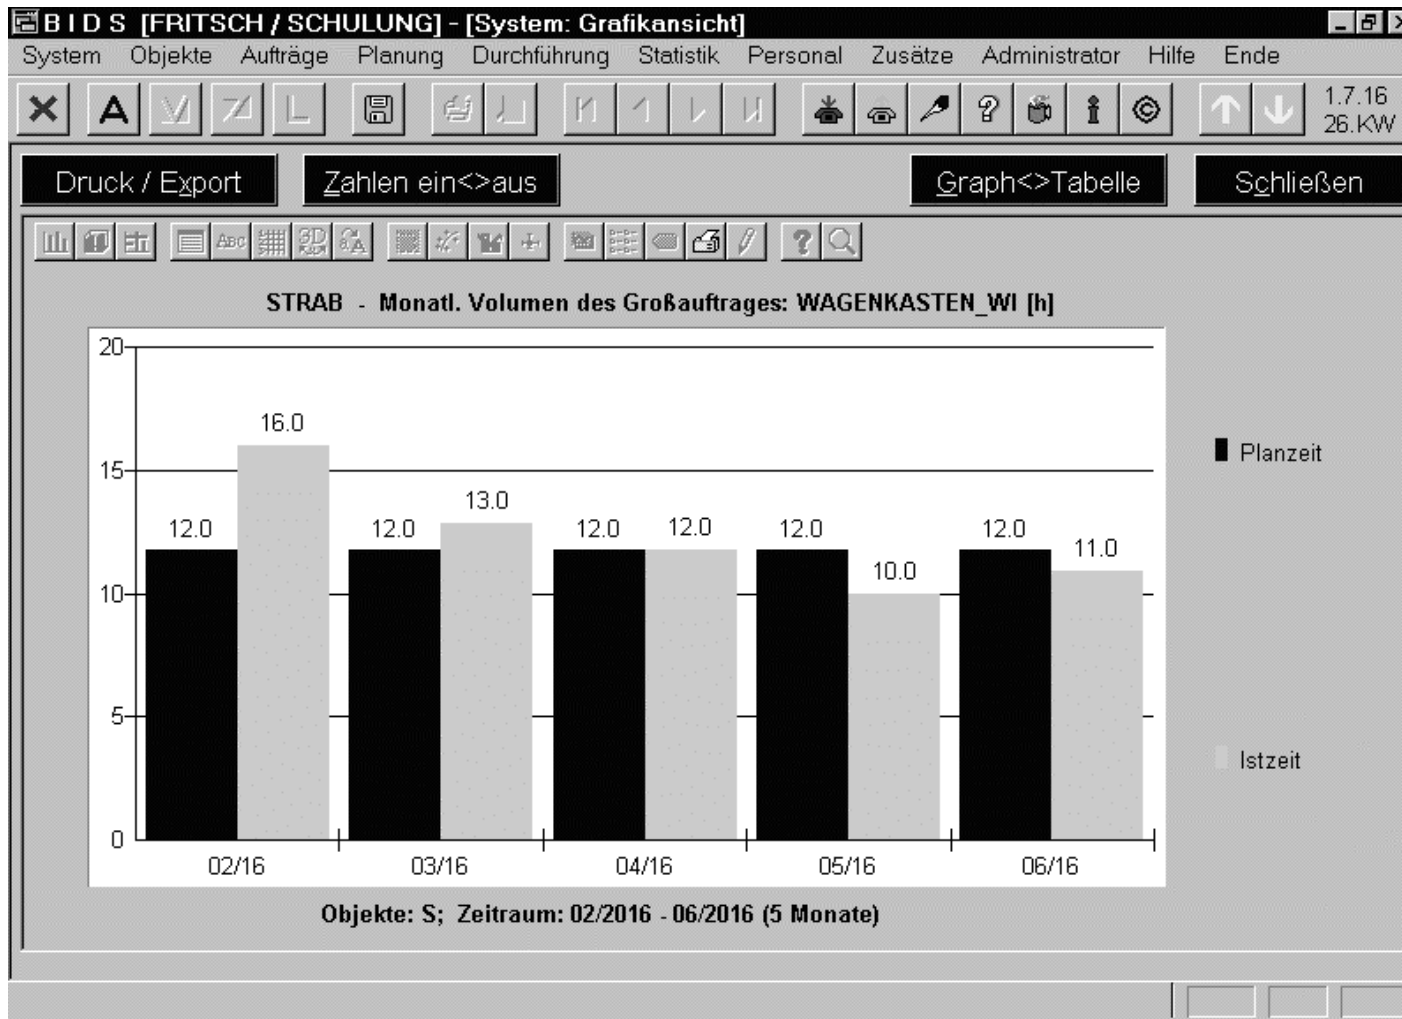 B I D S [FRITSCH / SCHULUNG] - [System: Grafikansicht]
System Objekte Aufträge Planung Durchführung Statistik Personal Zusätze Administrator Hilfe Ende
1.7.16
26.KW
Druck / Export Zahlen ein<>aus Graph<>Tabelle Schließen
STRAB - Monatl. Volumen des Großauftrages: WAGENKASTEN_WI [h]
20
16.0
15
13.0
12.0 12.0 12.0 12.0 12.0 12.0
11.0
10.0
10
5
0
02/16 03/16 04/16 05/16 06/16
Planzeit
Istzeit
Objekte: S; Zeitraum: 02/2016 - 06/2016 (5 Monate)